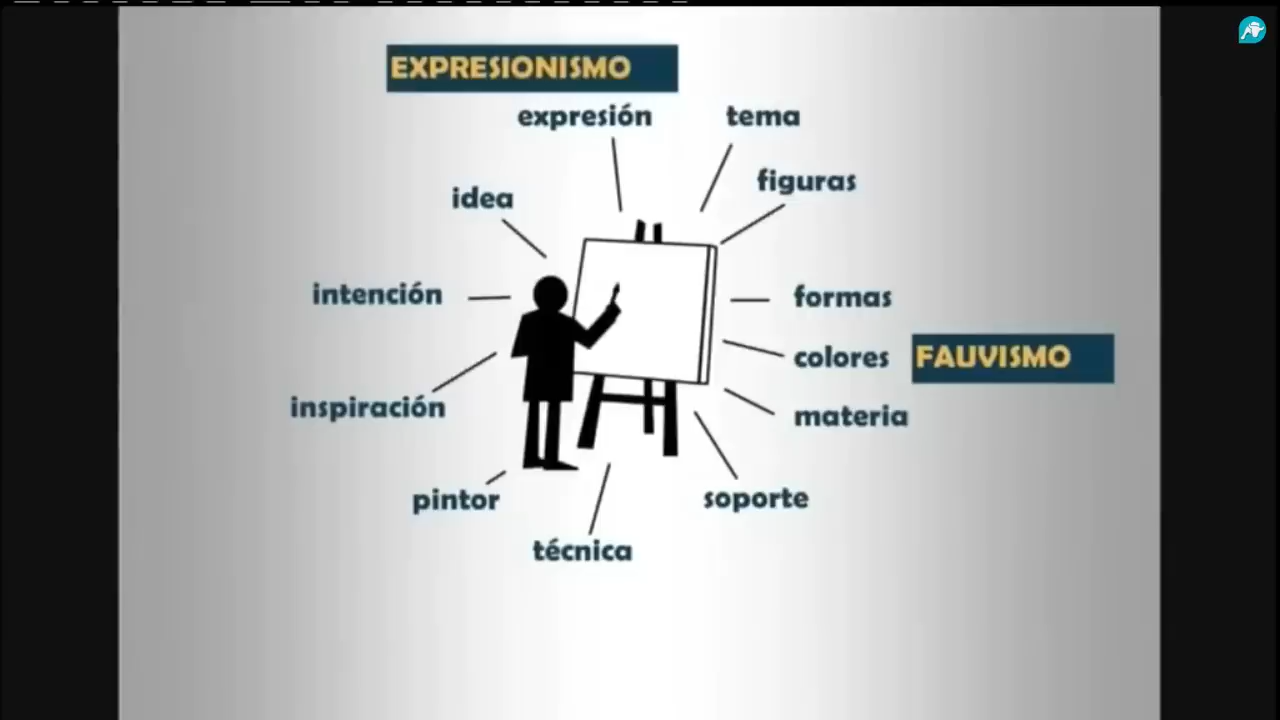 EXPRESIONISMO
expresión
tema
figuras
idea
intención
formas
colores
FAUVISMO
inspiración
materia
pintor
soporte
técnica